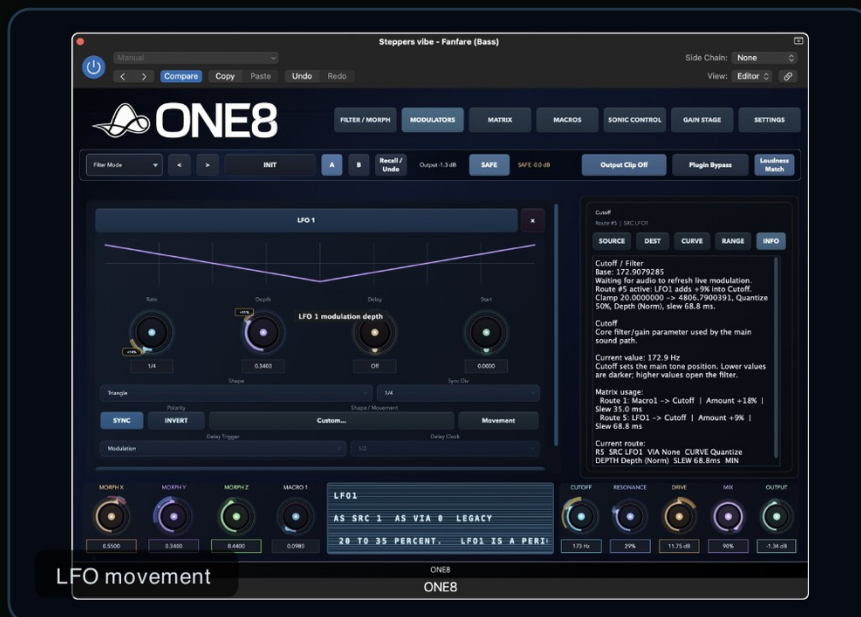 Steppers vibe - Fanfare (Bass)
Manual
Side Chain: None
< > Compare Copy Paste Undo Redo
View: Editor
ONE8
FILTER / MORPH MODULATORS MATRIX MACROS SONIC CONTROL GAIN STAGE SETTINGS
Filter Mode < > INIT A B Recall / Undo Output -1.3 dB SAFE SAFE -0.0 dB Output Clip Off Plugin Bypass Loudness Match
LFO 1 x
Rate Depth Delay Start
LFO 1 modulation depth
1/4 0.3403 Off 0.0000
Shape Sync Div
Triangle 1/4
Polarity Shape / Movement
SYNC INVERT Custom... Movement
Delay Trigger Delay Clock
Modulation 1/2
Cutoff
Route #5 | SRC LFO1
SOURCE DEST CURVE RANGE INFO
Cutoff / Filter
Base: 172.9079285
Waiting for audio to refresh live modulation.
Route #5 active: LFO1 adds +9% into Cutoff.
Clamp 20.0000000 -> 4806.7900391, Quantize
50%, Depth (Norm), slew 68.8 ms.
Cutoff
Core filter/gain parameter used by the main
sound path.
Current value: 172.9 Hz
Cutoff sets the main tone position. Lower values
are darker; higher values open the filter.
Matrix usage:
Route 1: Macro1 -> Cutoff | Amount +18% |
Slew 35.0 ms
Route 5: LFO1 -> Cutoff | Amount +9% |
Slew 68.8 ms
Current route:
R5 SRC LFO1 VIA None CURVE Quantize
DEPTH Depth (Norm) SLEW 68.8ms MIN
MORPH X MORPH Y MORPH Z MACRO 1
0.5500 0.3400 0.4400 0.0980
LFO1
AS SRC 1 AS VIA 0 LEGACY
20 TO 35 PERCENT. LFO1 IS A PERI
CUTOFF RESONANCE DRIVE MIX OUTPUT
173 Hz 29% 11.75 dB 90% -1.34 dB
LFO movement
ONE8
ONE8